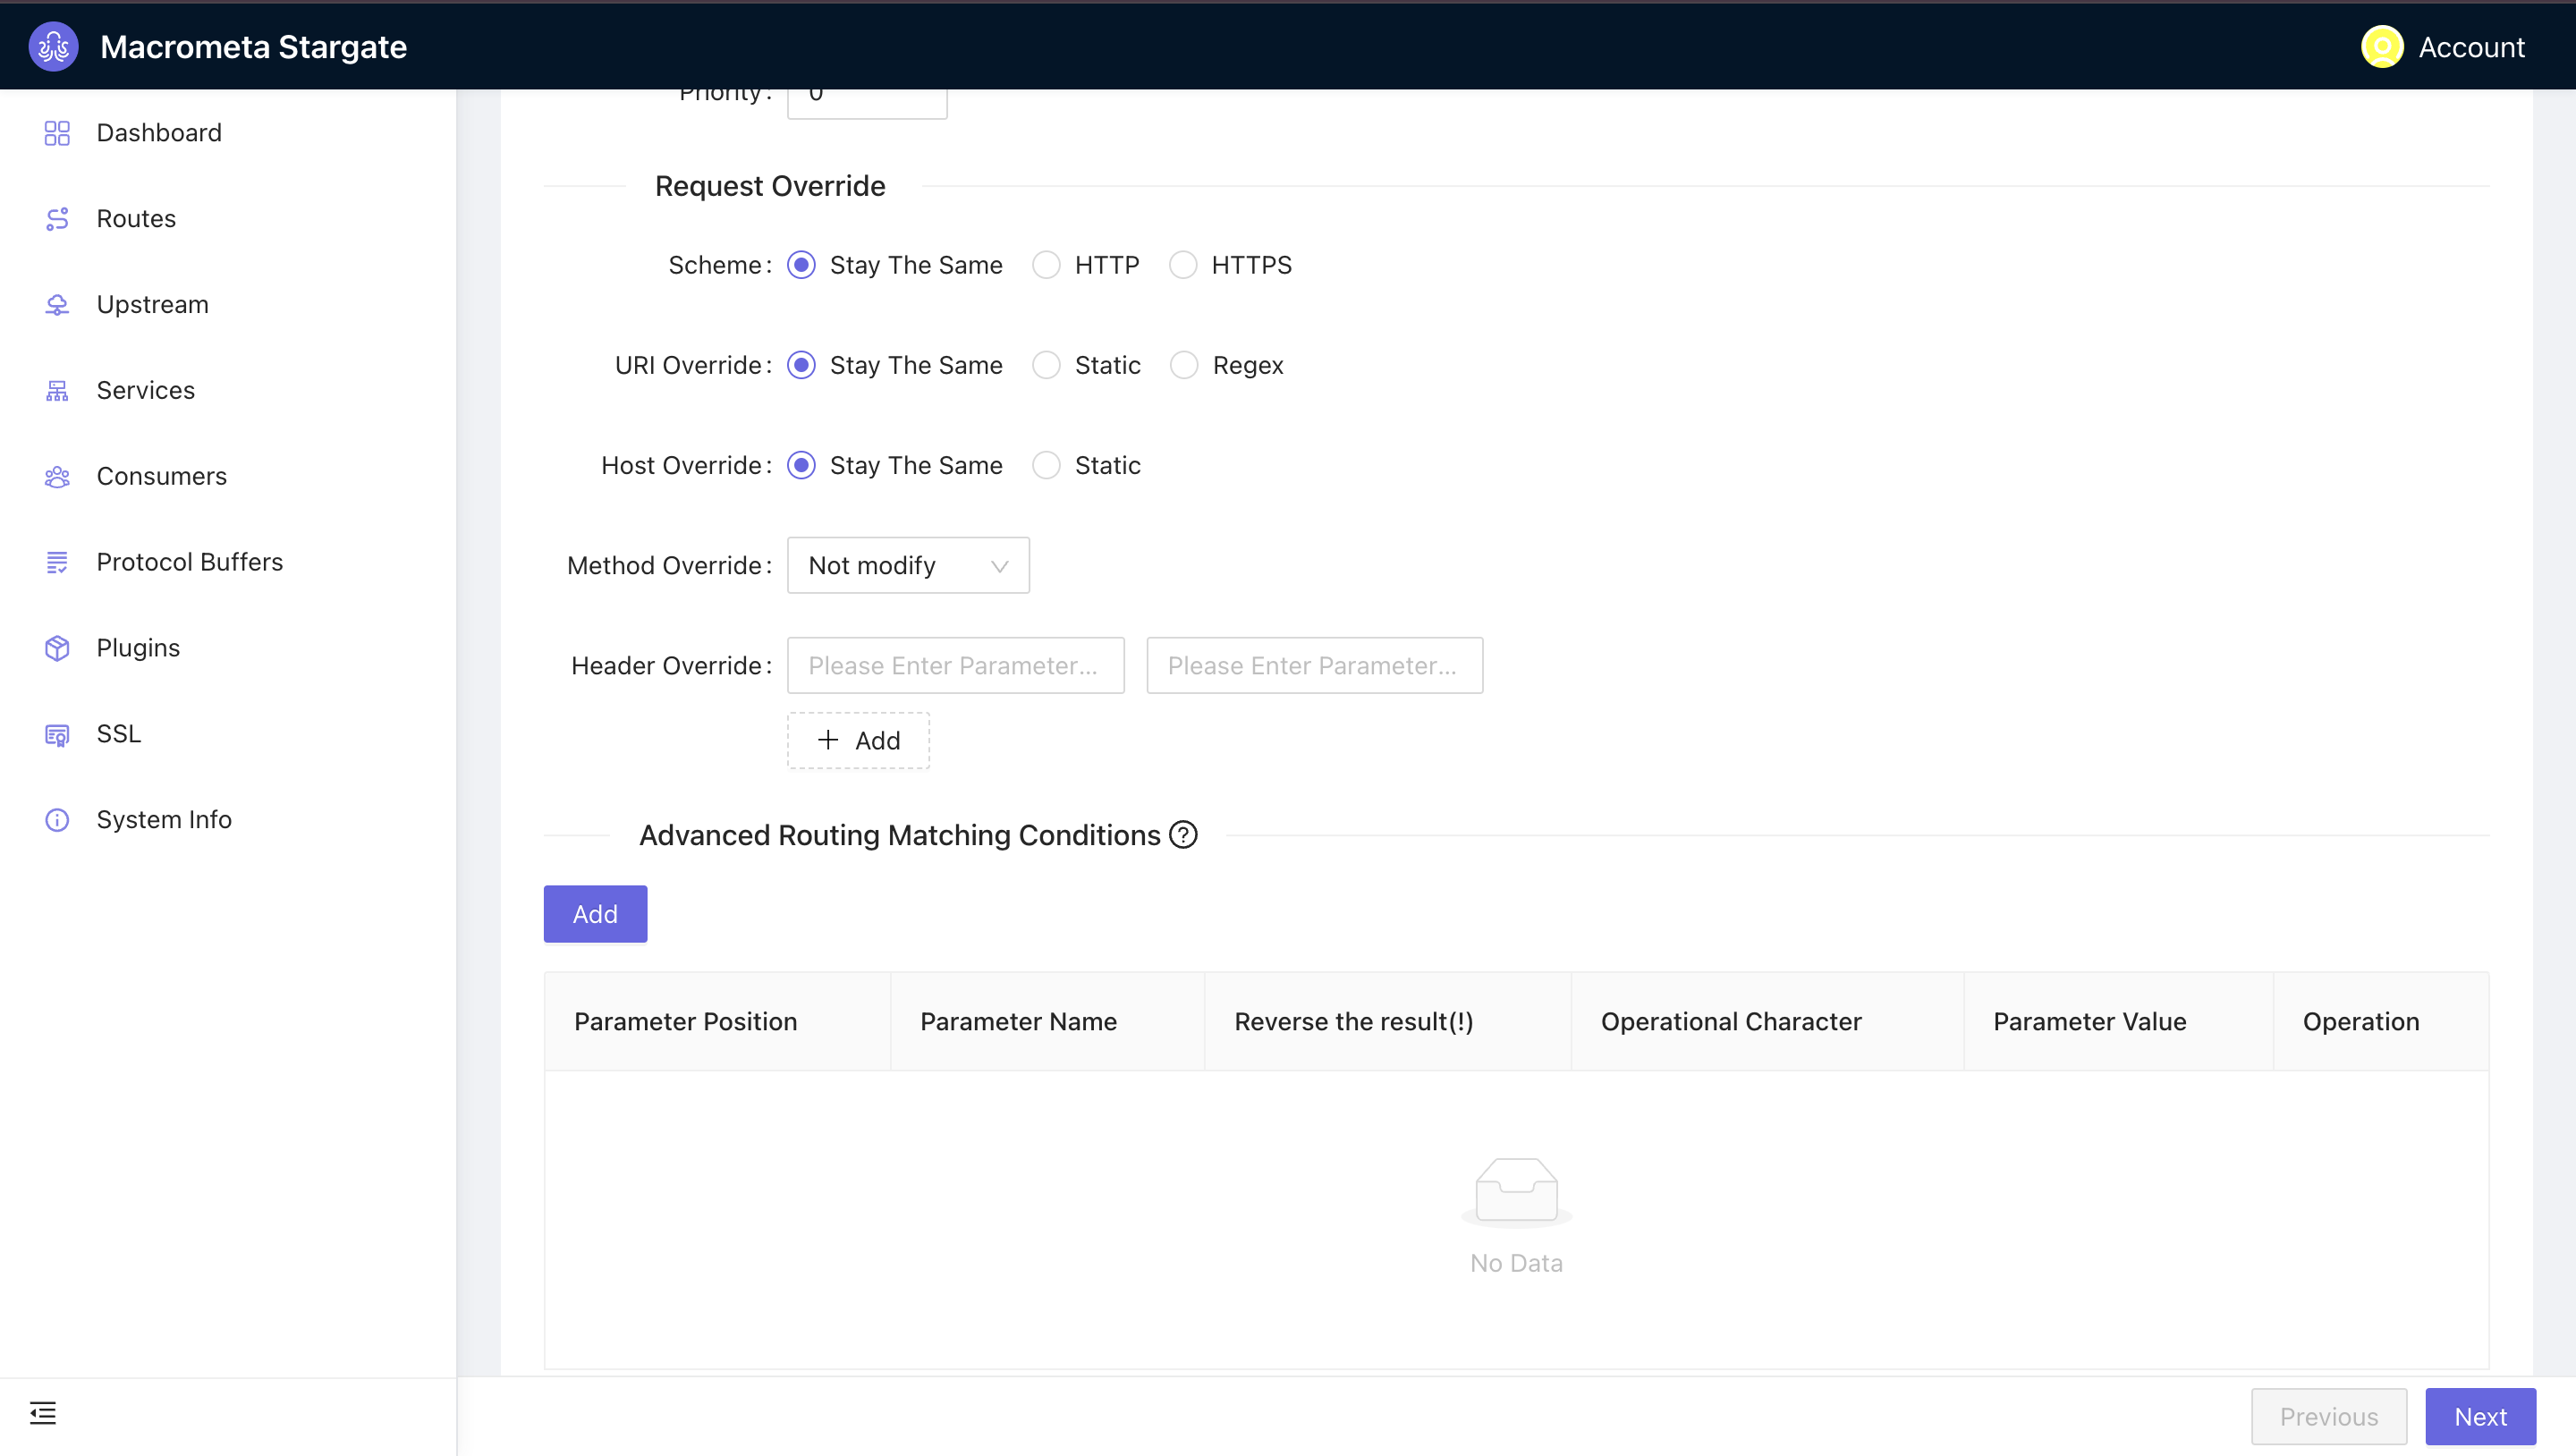 Macrometa Stargate
Account
Dashboard
Routes
Upstream
Services
Consumers
Protocol Buffers
Plugins
SSL
System Info
Priority: 0
Request Override
Scheme: Stay The Same HTTP HTTPS
URI Override: Stay The Same Static Regex
Host Override: Stay The Same Static
Method Override: Not modify
Header Override: Please Enter Parameter... Please Enter Parameter...
+ Add
Advanced Routing Matching Conditions ?
Add
Parameter Position Parameter Name Reverse the result(!) Operational Character Parameter Value Operation
No Data
Previous Next